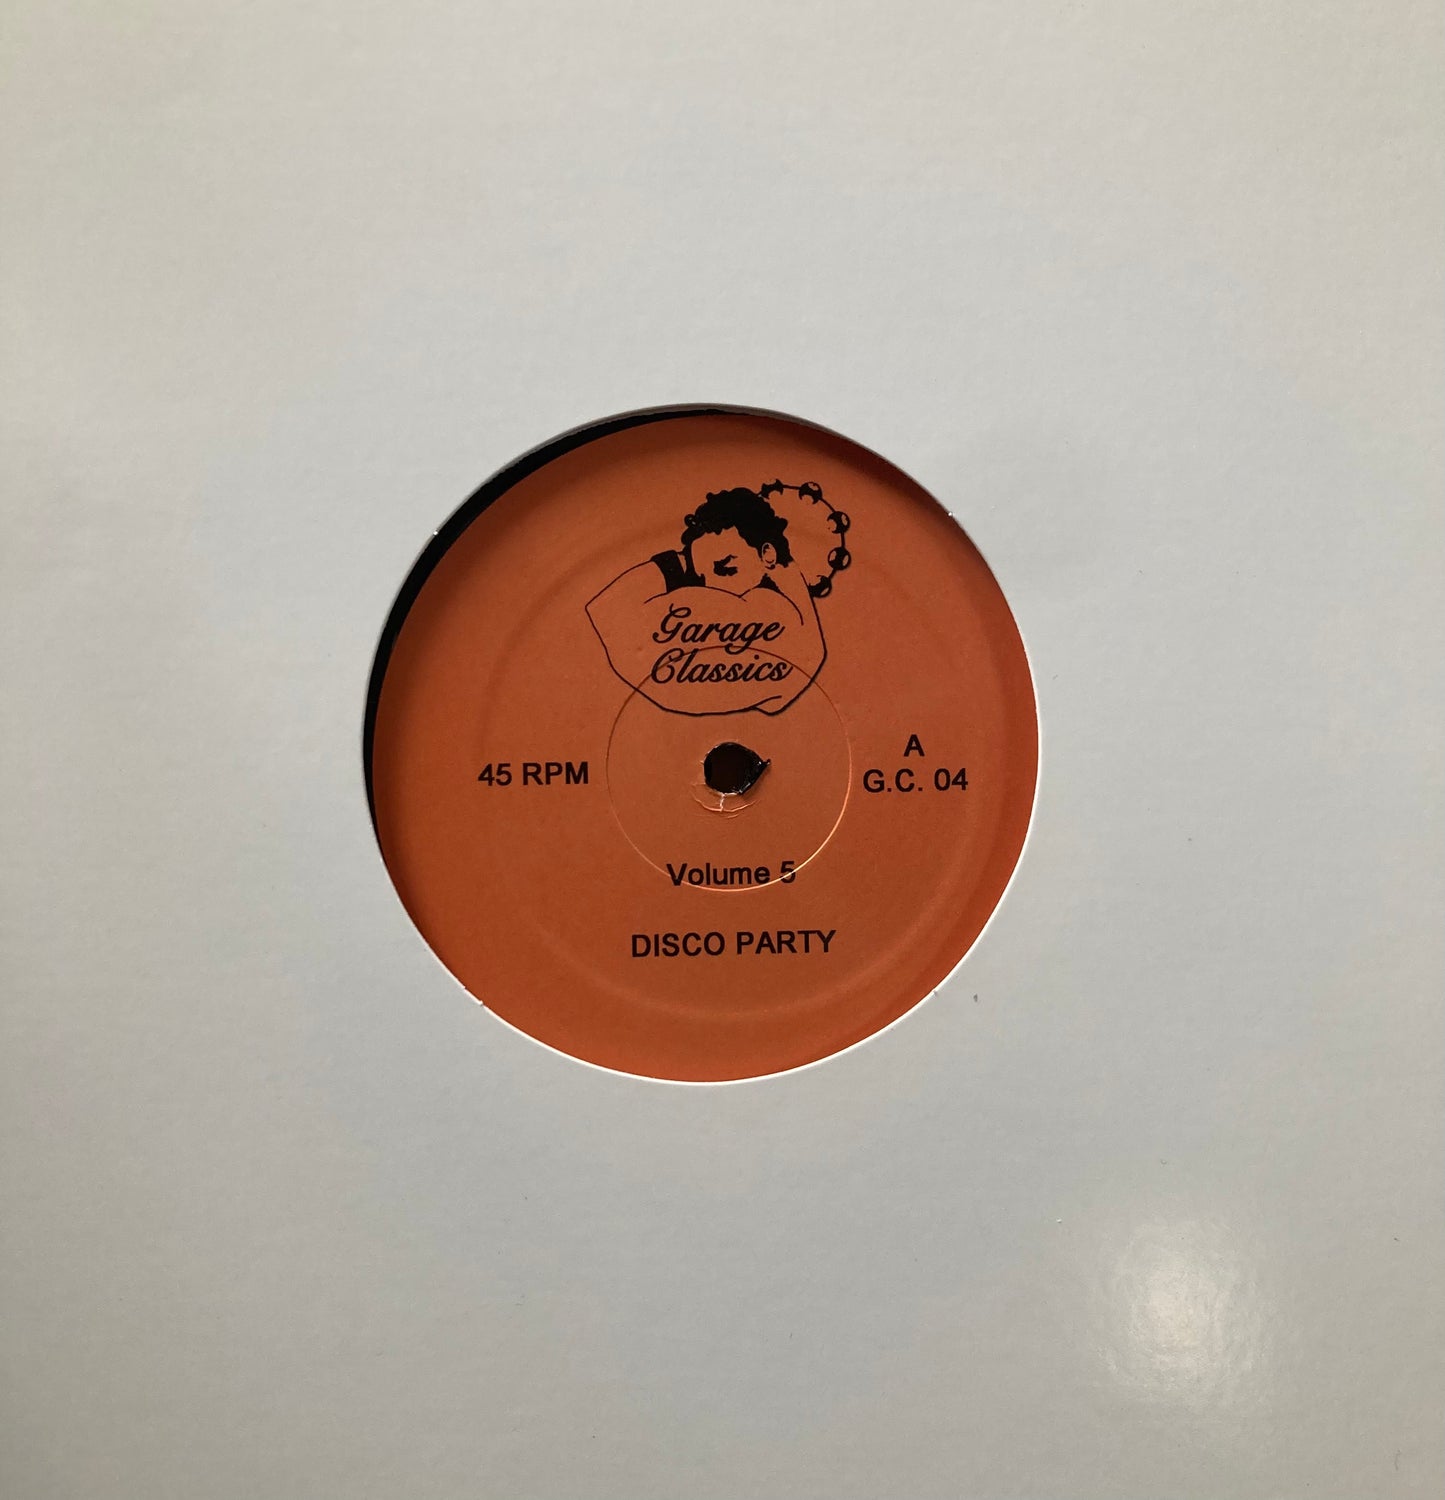 Garage
Classics
45 RPM
A
G.C. 04
Volume 5
DISCO PARTY